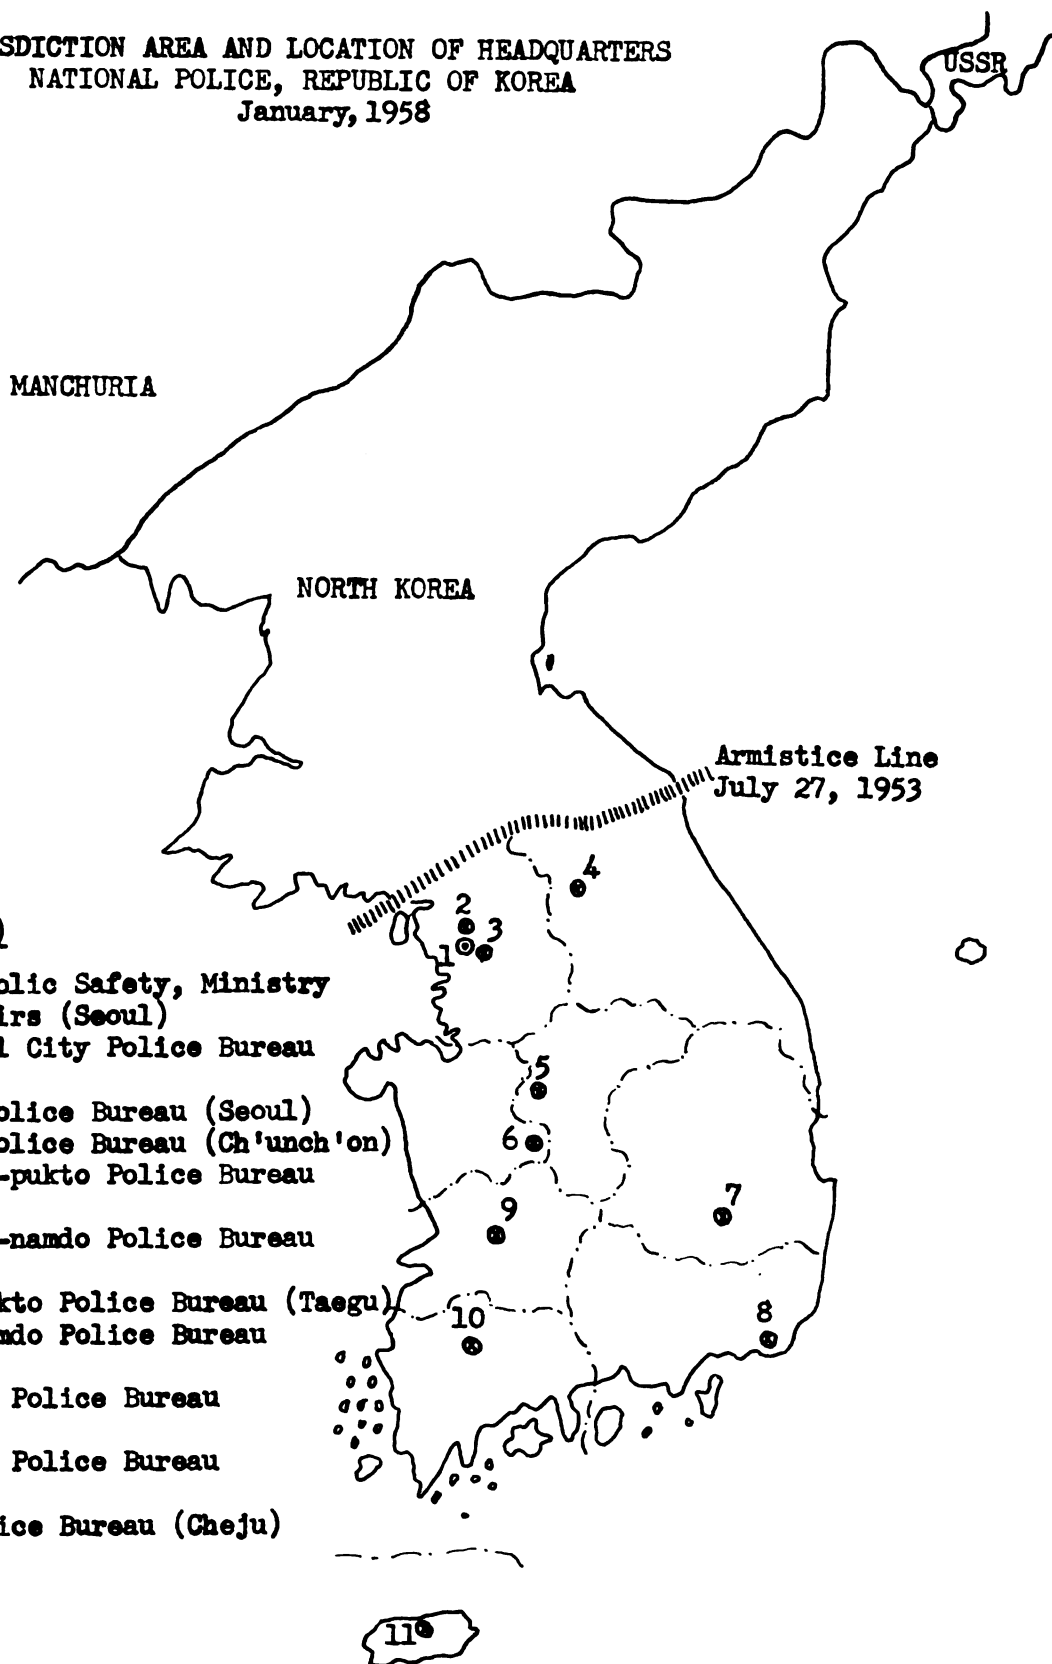 SDICTION AREA AND LOCATION OF HEADQUARTERS
NATIONAL POLICE, REPUBLIC OF KOREA
January, 1958
USSR
MANCHURIA
NORTH KOREA
Armistice Line
July 27, 1953
4
2
3
1
olic Safety, Ministry
irs (Seoul)
l City Police Bureau
5
olice Bureau (Seoul)
olice Bureau (Ch'unch'on)
6
-pukto Police Bureau
7
9
-namdo Police Bureau
kto Police Bureau (Taegu)
10
8
mdo Police Bureau
Police Bureau
Police Bureau
ice Bureau (Cheju)
11